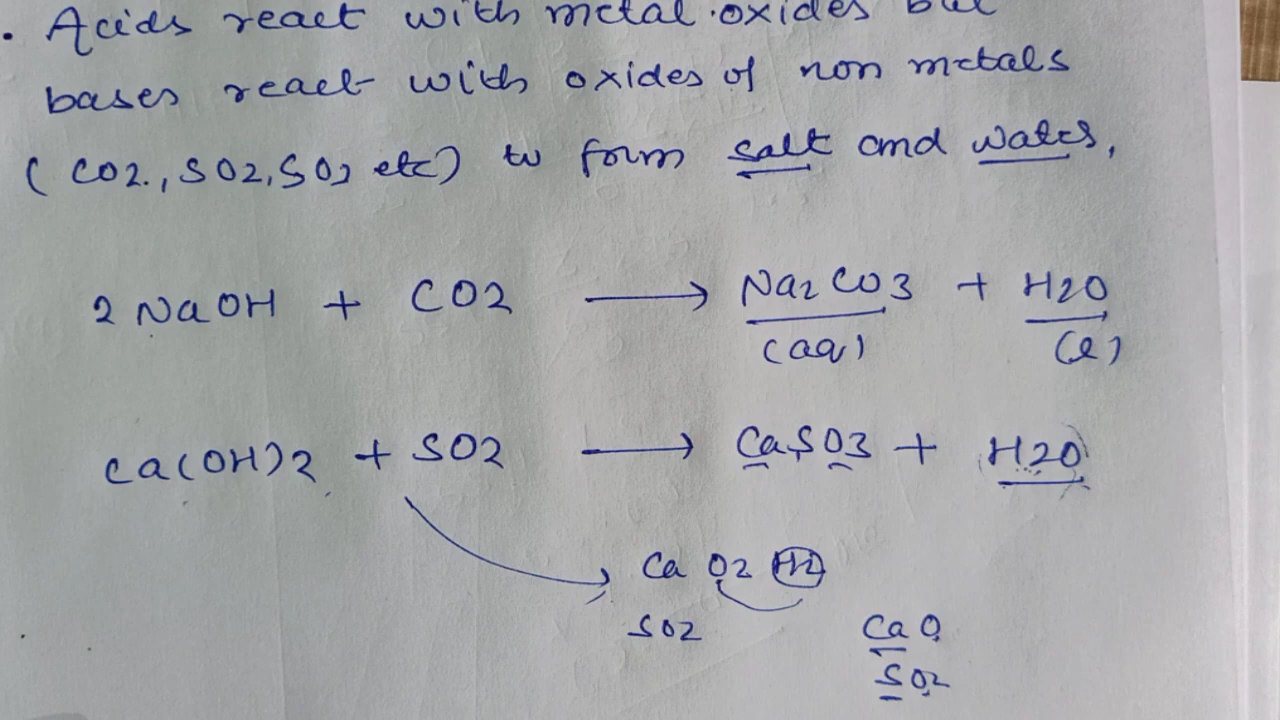 . Acids react with metal oxides but
bases react with oxides of non metals
( CO2., SO2, SO3 etc) to form salt and water,
2 NaOH + CO2 → Na2CO3 + H2O
(aq) (l)
Ca(OH)2 + SO2 → CaSO3 + H2O
Ca O2 H2
SO2
CaO
SO2